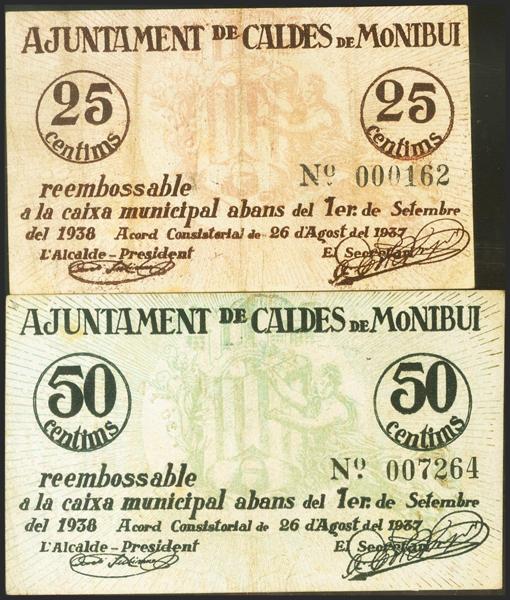 AJUNTAMENT DE CALDES DE MONTBUI
25 centims
25 centims
Nº 000162
reembossable
a la caixa municipal abans del 1er. de Setembre
del 1938 Acord Consistorial de 26 d'Agost del 1937
L'Alcalde-President El Secretari
AJUNTAMENT DE CALDES DE MONTBUI
50 centims
50 centims
Nº 007264
reembossable
a la caixa municipal abans del 1er. de Setembre
del 1938 Acord Consistorial de 26 d'Agost del 1937
L'Alcalde-President El Secretari